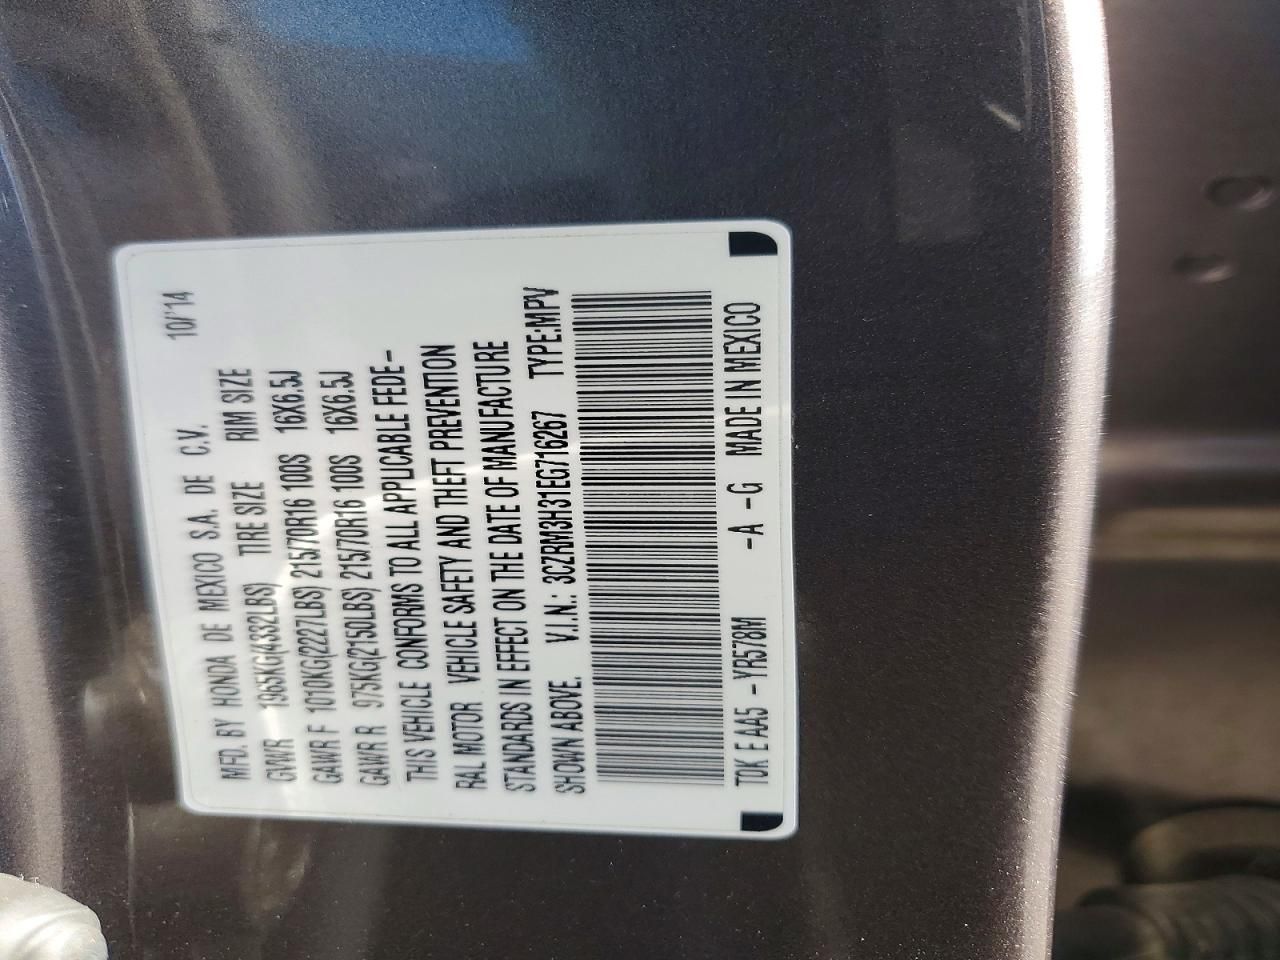 MFD. BY HONDA DE MEXICO S.A. DE C.V. 10/'14
GVWR 1965KG(4332LBS) TIRE SIZE RIM SIZE
GAWR F 1010KG(2227LBS) 215/70R16 100S 16X6.5J
GAWR R 975KG(2150LBS) 215/70R16 100S 16X6.5J
THIS VEHICLE CONFORMS TO ALL APPLICABLE FEDE-
RAL MOTOR VEHICLE SAFETY AND THEFT PREVENTION
STANDARDS IN EFFECT ON THE DATE OF MANUFACTURE
SHOWN ABOVE. V.I.N.: 3CZRM3H31EG716267 TYPE:MPV
T0K E AA5 - YR578M -A -G MADE IN MEXICO